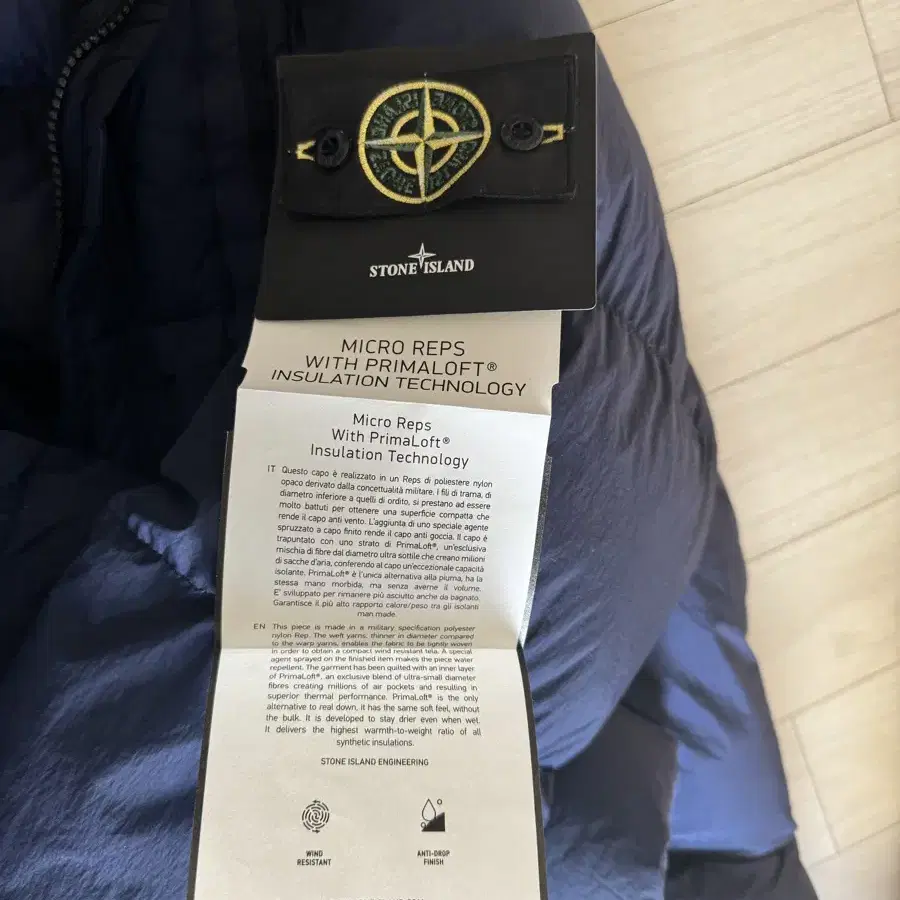 STONE ISLAND
MICRO REPS
WITH PRIMALOFT®
INSULATION TECHNOLOGY
Micro Reps
With PrimaLoft®
Insulation Technology
IT Questo capo è realizzato in un Reps di poliestere nylon
opaco derivato dalla concettualità militare. I fili di trama, di
diametro inferiore a quelli di ordito, si prestano ad essere
molto battuti per ottenere una superficie compatta che
rende il capo anti vento. L'aggiunta di uno speciale agente
spruzzato a capo finito rende il capo anti goccia. Il capo è
trapuntato con uno strato di PrimaLoft®, un'esclusiva
mischia di fibre dal diametro ultra sottile che creano milioni
di sacche d'aria, conferendo al capo un'eccezionale capacità
isolante. PrimaLoft® è l'unica alternativa alla piuma, ha la
stessa mano morbida, ma senza averne il volume.
E' sviluppato per rimanere più asciutto anche da bagnato.
Garantisce il più alto rapporto calore/peso tra gli isolanti
man made.
EN This piece is made in a military specification polyester
nylon Rep. The weft yarns, thinner in diameter compared
to the warp yarns, enables the fabric to be tightly woven
in order to obtain a compact wind resistant tela. A special
agent sprayed on the finished item makes the piece water
repellent. The garment has been quilted with an inner layer
of PrimaLoft®, an exclusive blend of ultra-small diameter
fibres creating millions of air pockets and resulting in
superior thermal performance. PrimaLoft® is the only
alternative to real down, it has the same soft feel, without
the bulk. It is developed to stay drier even when wet.
It delivers the highest warmth-to-weight ratio of all
synthetic insulations.
STONE ISLAND ENGINEERING
WIND
RESISTANT
ANTI-DROP
FINISH